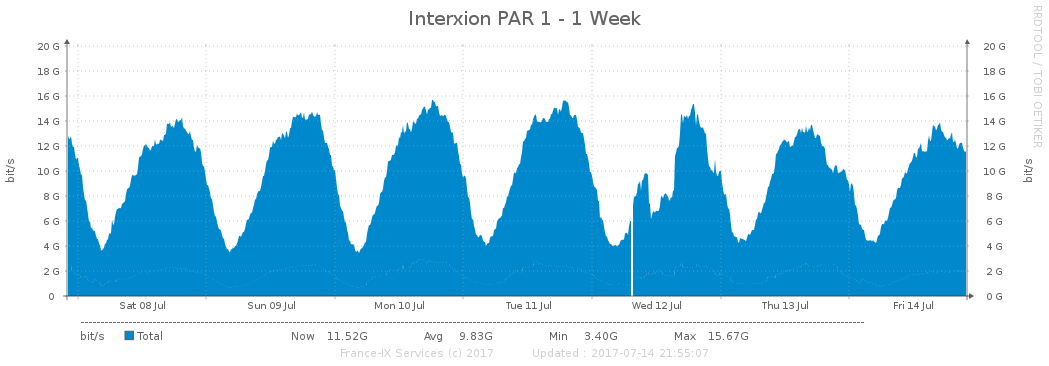 Interxion PAR 1 - 1 Week
RRDTOOL / TOBI OETIKER
bit/s
20 G
18 G
16 G
14 G
12 G
10 G
8 G
6 G
4 G
2 G
0
20 G
18 G
16 G
14 G
12 G
10 G
8 G
6 G
4 G
2 G
0 G
bit/s
Sat 08 Jul Sun 09 Jul Mon 10 Jul Tue 11 Jul Wed 12 Jul Thu 13 Jul Fri 14 Jul
bit/s Total Now 11.52G Avg 9.83G Min 3.40G Max 15.67G
France-IX Services (c) 2017 Updated : 2017-07-14 21:55:07